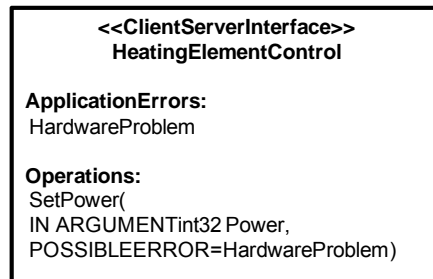 <<ClientServerInterface>>
HeatingElementControl
ApplicationErrors:
HardwareProblem
Operations:
SetPower(
IN ARGUMENTint32 Power,
POSSIBLEERROR=HardwareProblem)